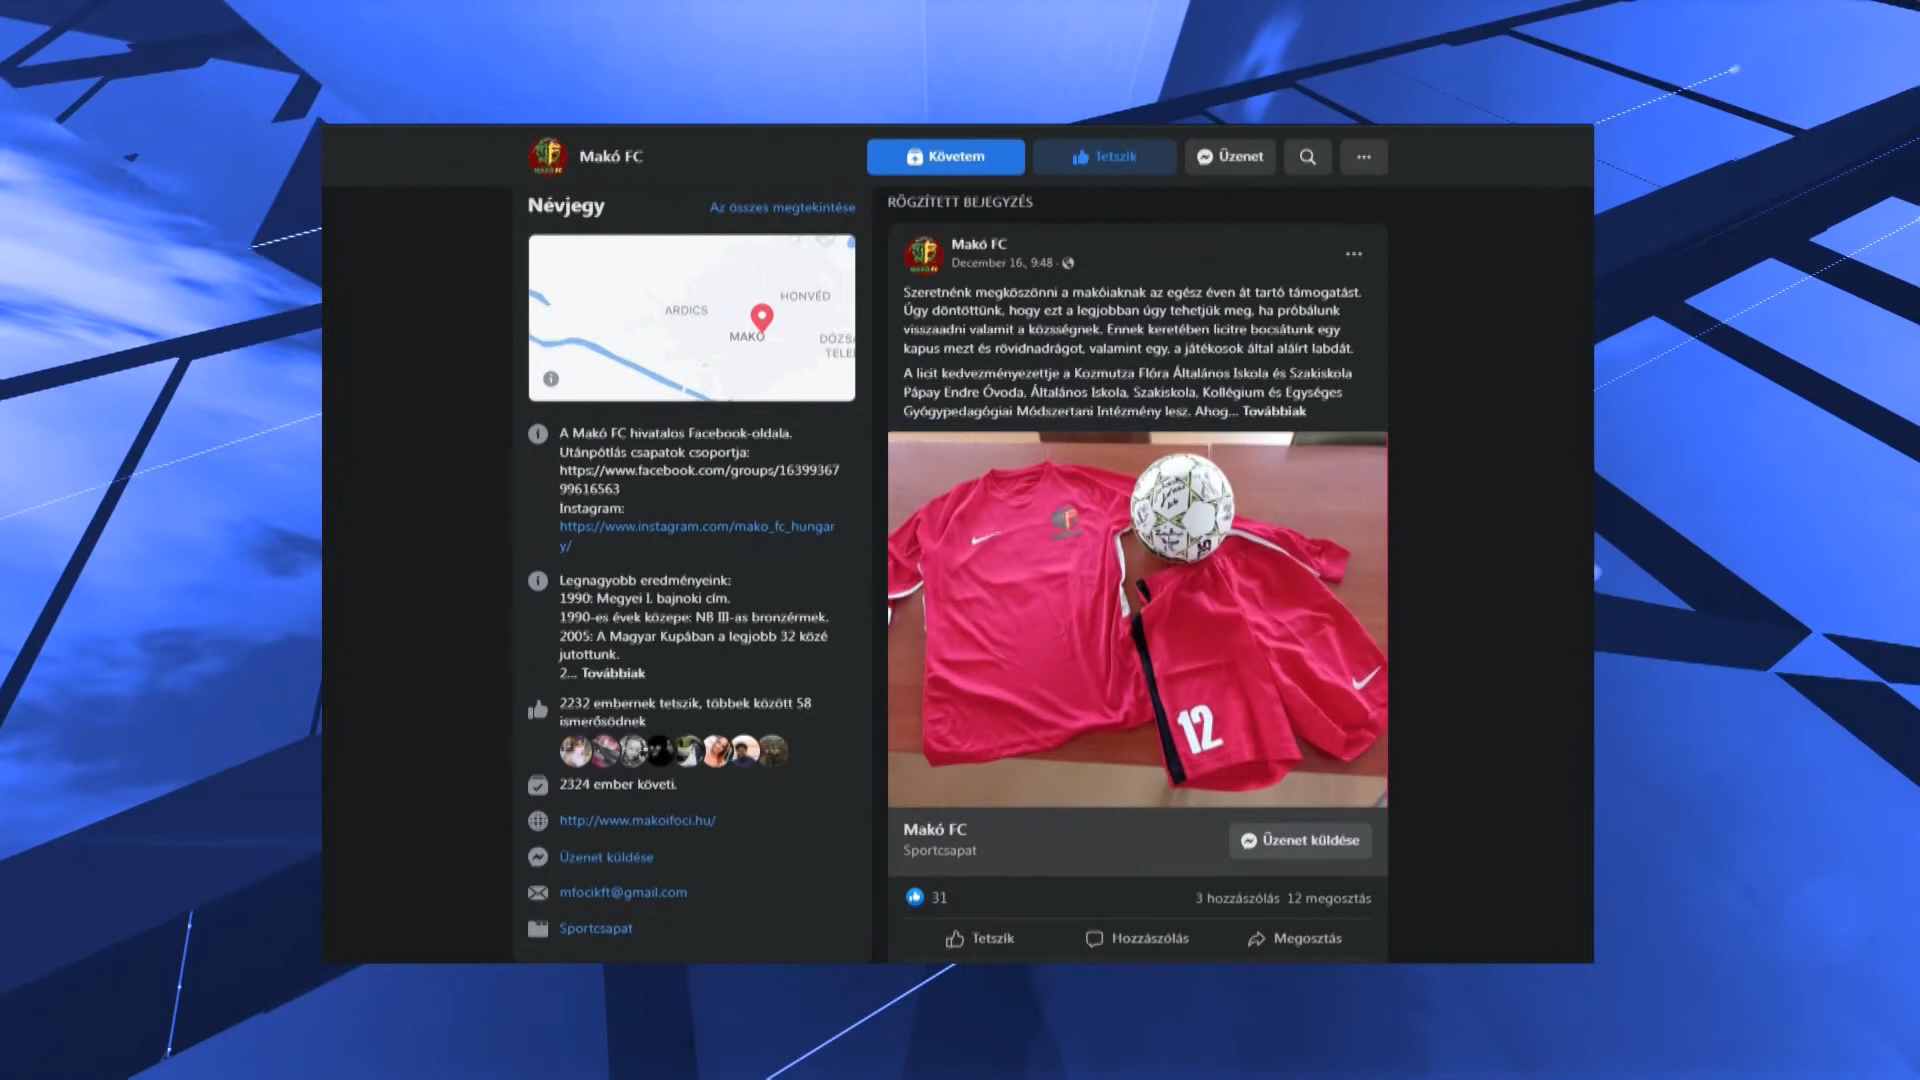 Makó FC
Követem
Tetszik
Üzenet
Névjegy
Az összes megtekintése
HONVÉD
ARDICS
MAKÓ
DÓZSA
TELE
A Makó FC hivatalos Facebook-oldala.
Utánpótlás csapatok csoportja:
https://www.facebook.com/groups/16399367
99616563
Instagram:
https://www.instagram.com/mako_fc_hungar
y/
Legnagyobb eredményeink:
1990: Megyei I. bajnoki cím.
1990-es évek közepe: NB III-as bronzérmek.
2005: A Magyar Kupában a legjobb 32 közé
jutottunk.
2... Továbbiak
2232 embernek tetszik, többek között 58
ismerősödnek
2324 ember követi.
http://www.makoifoci.hu/
Üzenet küldése
mfocikft@gmail.com
Sportcsapat
RÖGZÍTETT BEJEGYZÉS
Makó FC
December 16., 9:48 ·
Szeretnénk megköszönni a makóiaknak az egész éven át tartó támogatást.
Úgy döntöttünk, hogy ezt a legjobban úgy tehetjük meg, ha próbálunk
visszaadni valamit a közsségnek. Ennek keretében licitre bocsátunk egy
kapus mezt és rövidnadrágot, valamint egy, a játékosok által aláírt labdát.
A licit kedvezményezettje a Kozmutza Flóra Általános Iskola és Szakiskola
Pápay Endre Óvoda, Általános Iskola, Szakiskola, Kollégium és Egységes
Gyógypedagógiai Módszertani Intézmény lesz. Ahog... Továbbiak
12
Makó FC
Sportcsapat
Üzenet küldése
31
3 hozzászólás 12 megosztás
Tetszik
Hozzászólás
Megosztás